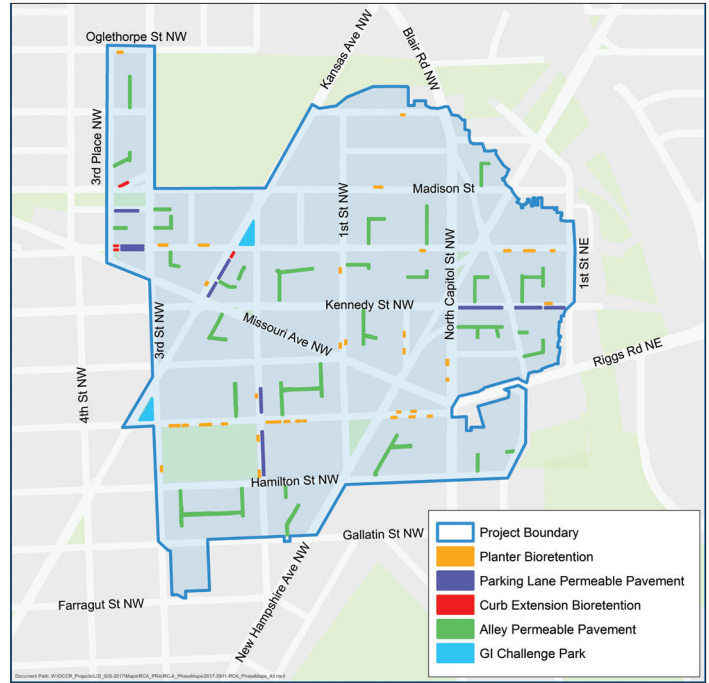 Oglethorpe St NW
Kansas Ave NW
Blair Rd NW
3rd Place NW
Madison St
1st St NW
North Capitol St NW
1st St NE
Kennedy St NW
Missouri Ave NW
3rd St NW
Riggs Rd NE
4th St NW
Hamilton St NW
Gallatin St NW
New Hampshire Ave NW
Farragut St NW
Project Boundary
Planter Bioretention
Parking Lane Permeable Pavement
Curb Extension Bioretention
Alley Permeable Pavement
GI Challenge Park
Document Path: